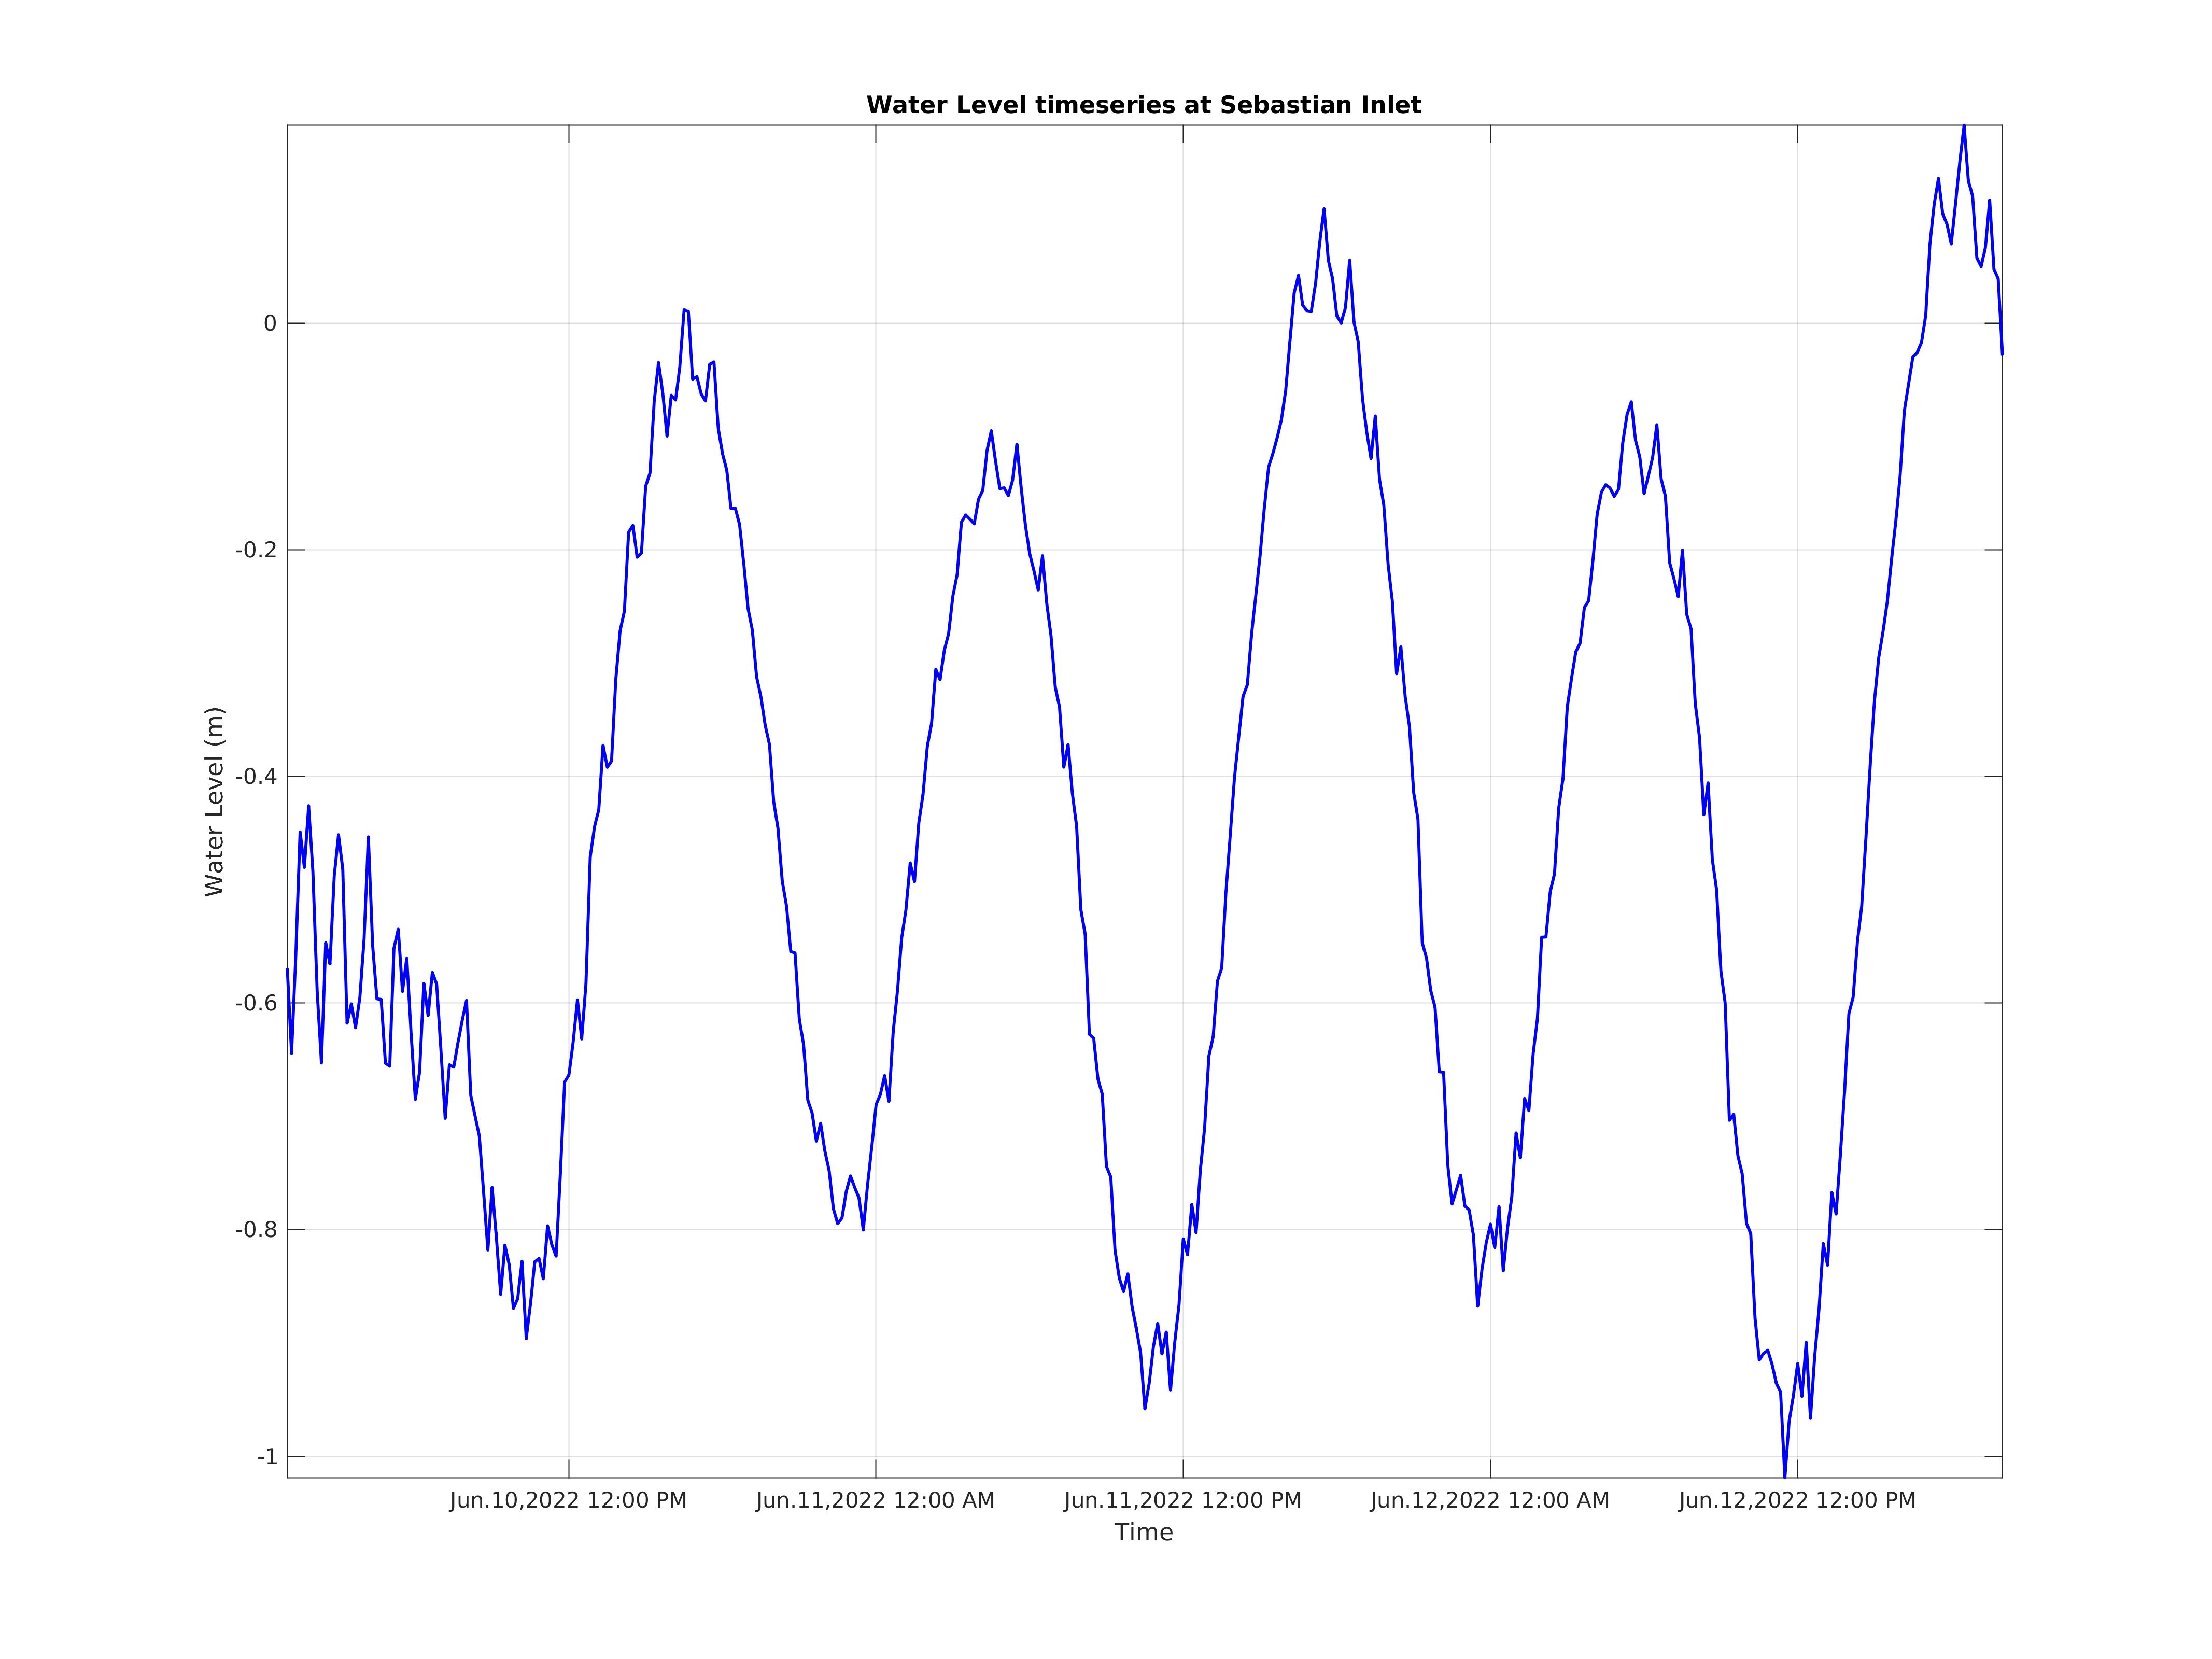 Water Level timeseries at Sebastian Inlet
0
-0.2
-0.4
-0.6
-0.8
-1
Water Level (m)
Jun.10,2022 12:00 PM
Jun.11,2022 12:00 AM
Jun.11,2022 12:00 PM
Jun.12,2022 12:00 AM
Jun.12,2022 12:00 PM
Time